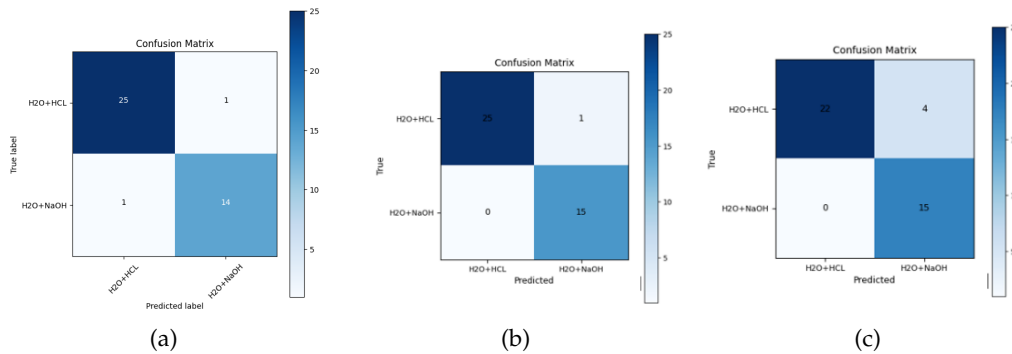 Confusion Matrix
H2O+HCL
H2O+NaOH
True label
25
1
1
14
H2O+HCL
H2O+NaOH
Predicted label
25
20
15
10
5
(a)
Confusion Matrix
H2O+HCL
H2O+NaOH
True
25
1
0
15
H2O+HCL
H2O+NaOH
Predicted
25
20
15
10
5
(b)
Confusion Matrix
H2O+HCL
H2O+NaOH
True
22
4
0
15
H2O+HCL
H2O+NaOH
Predicted
(c)